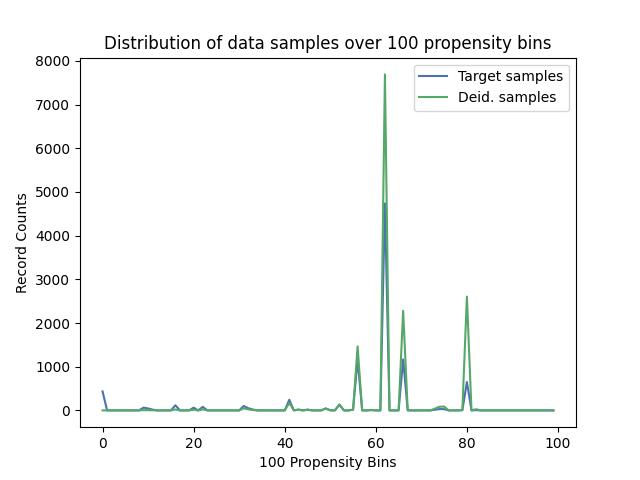 Distribution of data samples over 100 propensity bins
Target samples
Deid. samples
8000
7000
6000
5000
4000
3000
2000
1000
0
Record Counts
0 20 40 60 80 100
100 Propensity Bins